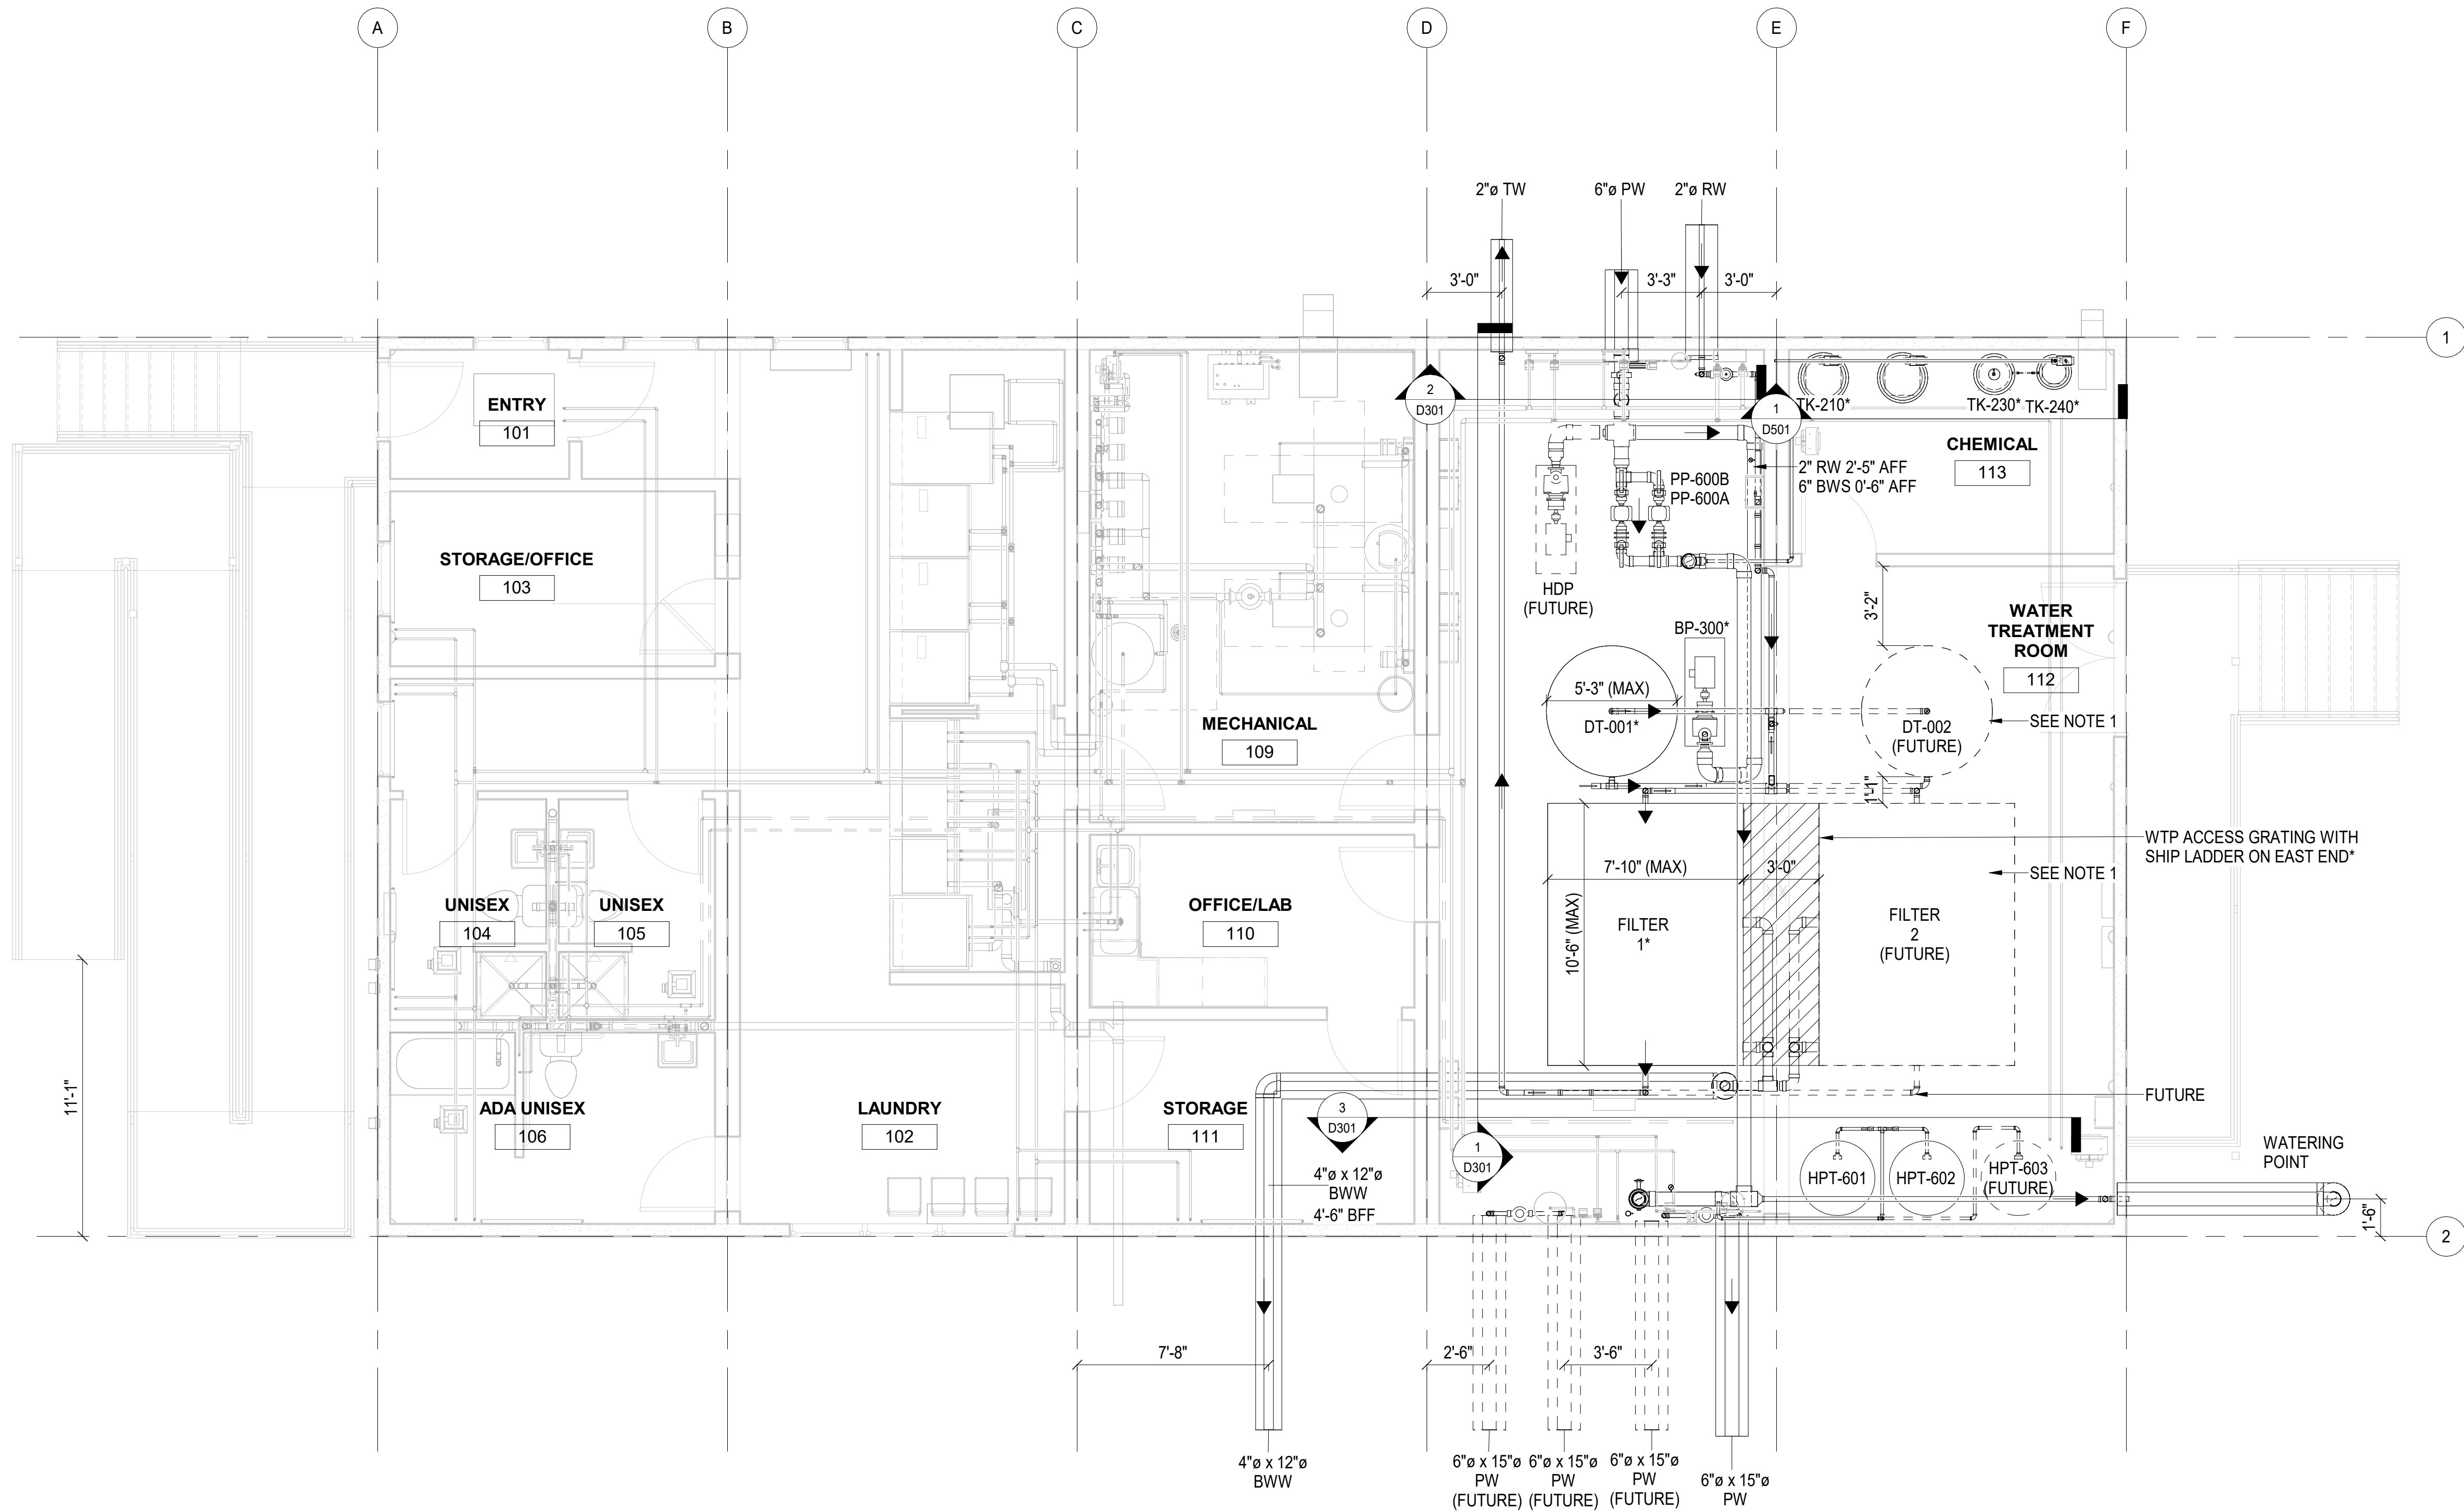 A
B
C
D
E
F
2"ø TW
6"ø PW
2"ø RW
3'-0"
3'-3"
3'-0"
1
2
D301
1
D501
TK-210*
TK-230*
TK-240*
ENTRY
101
CHEMICAL
113
2" RW 2'-5" AFF
6" BWS 0'-6" AFF
PP-600B
PP-600A
STORAGE/OFFICE
103
HDP
(FUTURE)
3'-2"
WATER
TREATMENT
ROOM
112
BP-300*
5'-3" (MAX)
DT-001*
MECHANICAL
109
DT-002
(FUTURE)
SEE NOTE 1
1'-1"
WTP ACCESS GRATING WITH
SHIP LADDER ON EAST END*
7'-10" (MAX)
3'-0"
SEE NOTE 1
10'-6" (MAX)
UNISEX
104
UNISEX
105
OFFICE/LAB
110
FILTER
1*
FILTER
2
(FUTURE)
11'-1"
ADA UNISEX
106
LAUNDRY
102
STORAGE
111
3
D301
1
D301
FUTURE
4"ø x 12"ø
BWW
4'-6" BFF
HPT-601
HPT-602
HPT-603
(FUTURE)
WATERING
POINT
1'-6"
2
7'-8"
2'-6"
3'-6"
4"ø x 12"ø
BWW
6"ø x 15"ø
PW
(FUTURE)
6"ø x 15"ø
PW
(FUTURE)
6"ø x 15"ø
PW
(FUTURE)
6"ø x 15"ø
PW